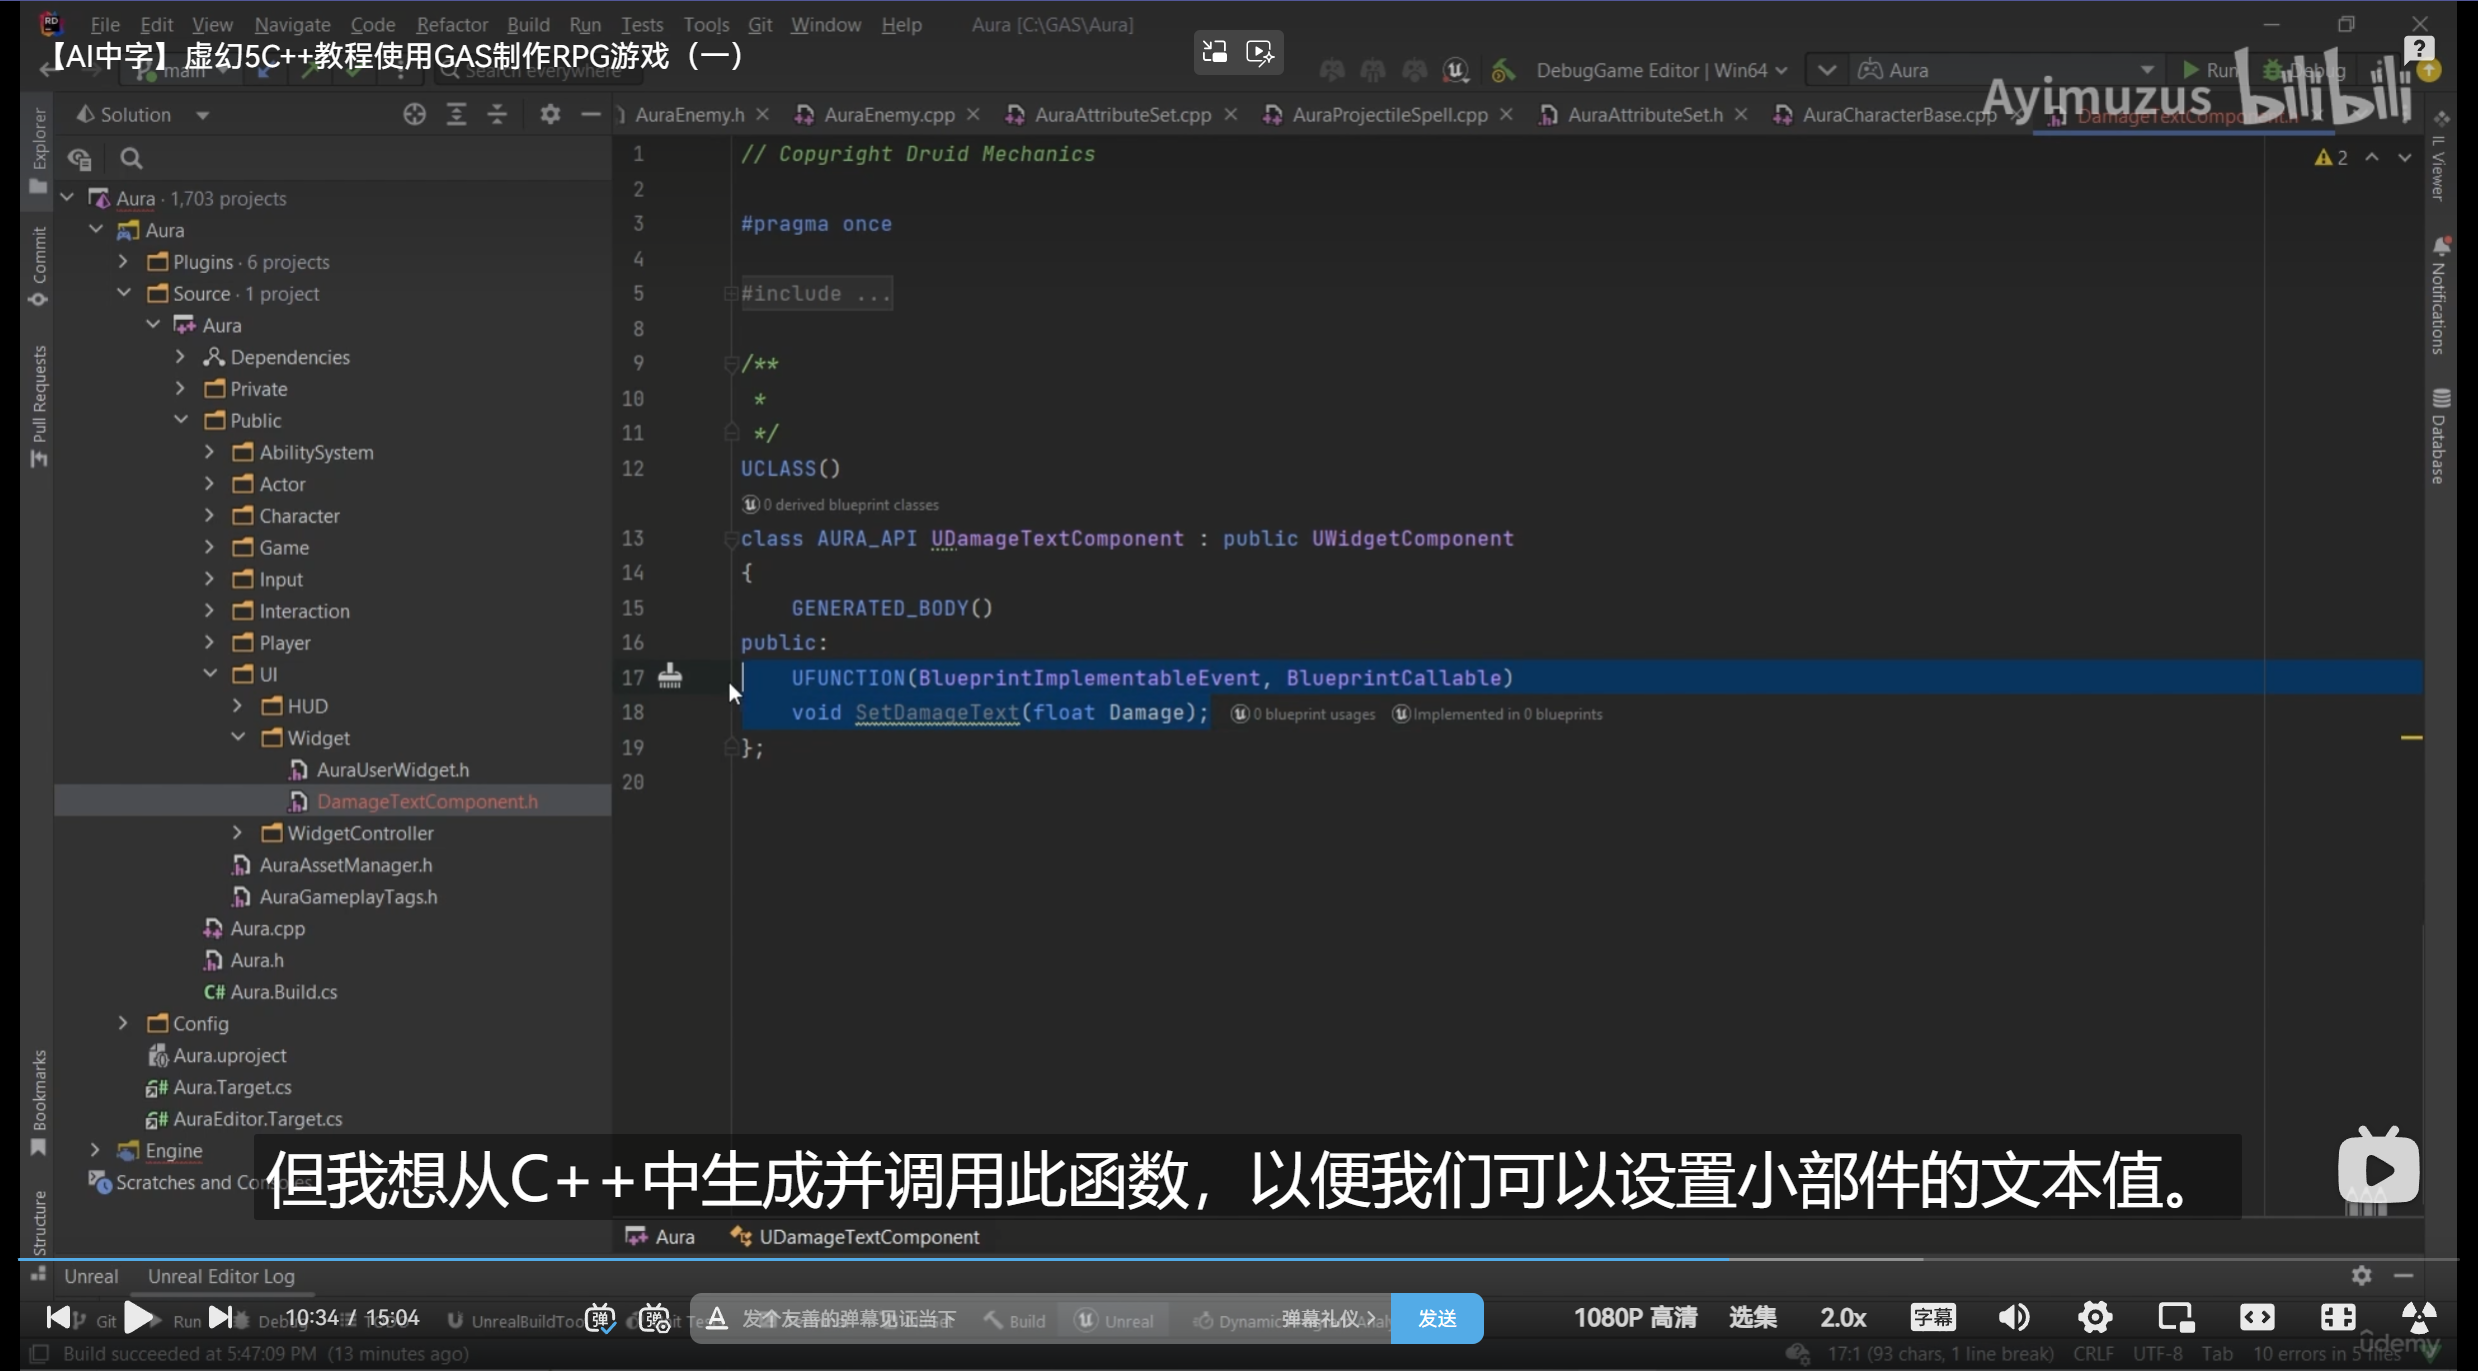 File Edit View Navigate Code Refactor Build Run Tests Tools Git Window Help Aura [C:\GAS\Aura]
【AI中字】虚幻5C++教程使用GAS制作RPG游戏（一）
main Search everywhere DebugGame Editor | Win64 Aura Run Debug
Ayimuzus bilibili
Solution AuraEnemy.h AuraEnemy.cpp AuraAttributeSet.cpp AuraProjectileSpell.cpp AuraAttributeSet.h AuraCharacterBase.cpp DamageTextComponent.h
Explorer
Commit
Pull Requests
Bookmarks
Structure
IL Viewer
Notifications
Database
2
Aura · 1,703 projects
Aura
Plugins · 6 projects
Source · 1 project
Aura
Dependencies
Private
Public
AbilitySystem
Actor
Character
Game
Input
Interaction
Player
UI
HUD
Widget
AuraUserWidget.h
DamageTextComponent.h
WidgetController
AuraAssetManager.h
AuraGameplayTags.h
Aura.cpp
Aura.h
C# Aura.Build.cs
Config
Aura.uproject
Aura.Target.cs
AuraEditor.Target.cs
Engine
Scratches and Consoles
1 // Copyright Druid Mechanics
2
3 #pragma once
4
5 #include ...
8
9 /**
10 *
11 */
12 UCLASS()
0 derived blueprint classes
13 class AURA_API UDamageTextComponent : public UWidgetComponent
14 {
15 GENERATED_BODY()
16 public:
17 UFUNCTION(BlueprintImplementableEvent, BlueprintCallable)
18 void SetDamageText(float Damage); 0 blueprint usages Implemented in 0 blueprints
19 };
20
但我想从C++中生成并调用此函数，以便我们可以设置小部件的文本值。
Aura UDamageTextComponent
Unreal Unreal Editor Log
Git Run Debug 10:34 / 15:04 UnrealBuildToo 发个友善的弹幕见证当下 Build Unreal Dynamic 弹幕礼仪 发送 1080P 高清 选集 2.0x 字幕
Build succeeded at 5:47:09 PM (13 minutes ago) 17:1 (93 chars, 1 line break) CRLF UTF-8 Tab 10 errors in 5 files
udemy